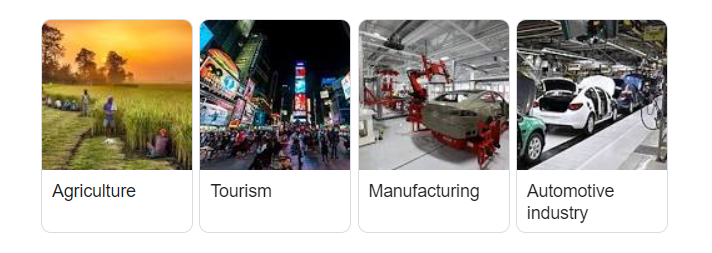 Agriculture
Tourism
Manufacturing
Automotive
industry